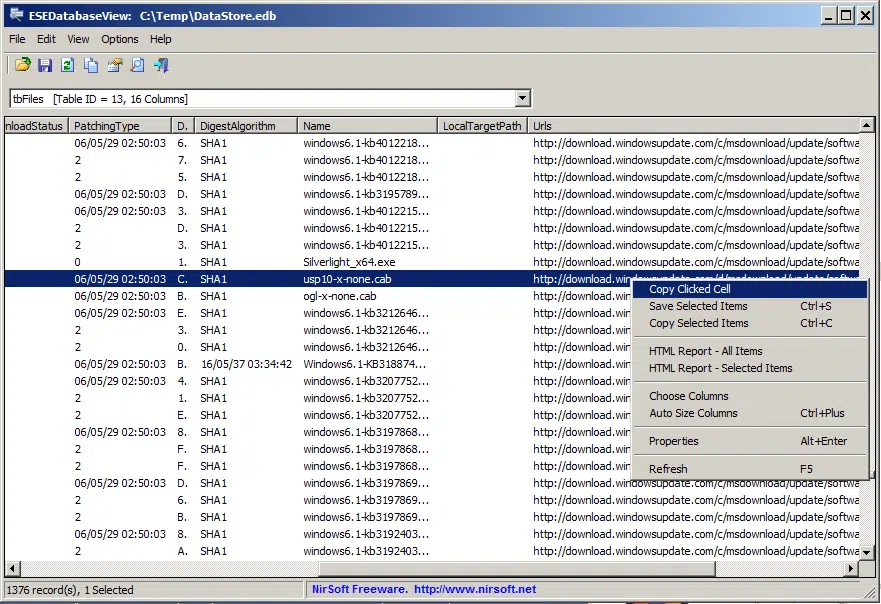 ESEDatabaseView: C:\Temp\DataStore.edb
File Edit View Options Help
tbFiles [Table ID = 13, 16 Columns]
nloadStatus PatchingType D. DigestAlgorithm Name LocalTargetPath Urls
06/05/29 02:50:03 6. SHA1 windows6.1-kb4012218... http://download.windowsupdate.com/c/msdownload/update/softwa
2 7. SHA1 windows6.1-kb4012218... http://download.windowsupdate.com/c/msdownload/update/softwa
2 5. SHA1 windows6.1-kb4012218... http://download.windowsupdate.com/c/msdownload/update/softwa
06/05/29 02:50:03 D. SHA1 windows6.1-kb3195789... http://download.windowsupdate.com/c/msdownload/update/softwa
06/05/29 02:50:03 3. SHA1 windows6.1-kb4012215... http://download.windowsupdate.com/c/msdownload/update/softwa
2 D. SHA1 windows6.1-kb4012215... http://download.windowsupdate.com/c/msdownload/update/softwa
2 3. SHA1 windows6.1-kb4012215... http://download.windowsupdate.com/c/msdownload/update/softwa
0 1. SHA1 Silverlight_x64.exe http://download.windowsupdate.com/c/msdownload/update/softwa
06/05/29 02:50:03 C. SHA1 usp10-x-none.cab http://download.windowsupdate.com/d/msdownload/update/softwa
06/05/29 02:50:03 B. SHA1 ogl-x-none.cab http://download.wind
06/05/29 02:50:03 E. SHA1 windows6.1-kb3212646... http://download.wind
2 3. SHA1 windows6.1-kb3212646... http://download.wind
2 0. SHA1 windows6.1-kb3212646... http://download.wind
06/05/29 02:50:03 B. 16/05/37 03:34:42 Windows6.1-KB318874... http://download.wind
06/05/29 02:50:03 4. SHA1 windows6.1-kb3207752... http://download.wind
2 1. SHA1 windows6.1-kb3207752... http://download.wind
2 E. SHA1 windows6.1-kb3207752... http://download.wind
06/05/29 02:50:03 8. SHA1 windows6.1-kb3197868... http://download.wind
2 F. SHA1 windows6.1-kb3197868... http://download.wind
2 F. SHA1 windows6.1-kb3197868... http://download.wind
06/05/29 02:50:03 D. SHA1 windows6.1-kb3197869... http://download.windowsupdate.com/c/msdownload/update/softwa
2 6. SHA1 windows6.1-kb3197869... http://download.windowsupdate.com/c/msdownload/update/softwa
2 B. SHA1 windows6.1-kb3197869... http://download.windowsupdate.com/c/msdownload/update/softwa
06/05/29 02:50:03 8. SHA1 windows6.1-kb3192403... http://download.windowsupdate.com/c/msdownload/update/softwa
2 A. SHA1 windows6.1-kb3192403... http://download.windowsupdate.com/c/msdownload/update/softwa
Copy Clicked Cell
Save Selected Items Ctrl+S
Copy Selected Items Ctrl+C
HTML Report - All Items
HTML Report - Selected Items
Choose Columns
Auto Size Columns Ctrl+Plus
Properties Alt+Enter
Refresh F5
1376 record(s), 1 Selected
NirSoft Freeware. http://www.nirsoft.net